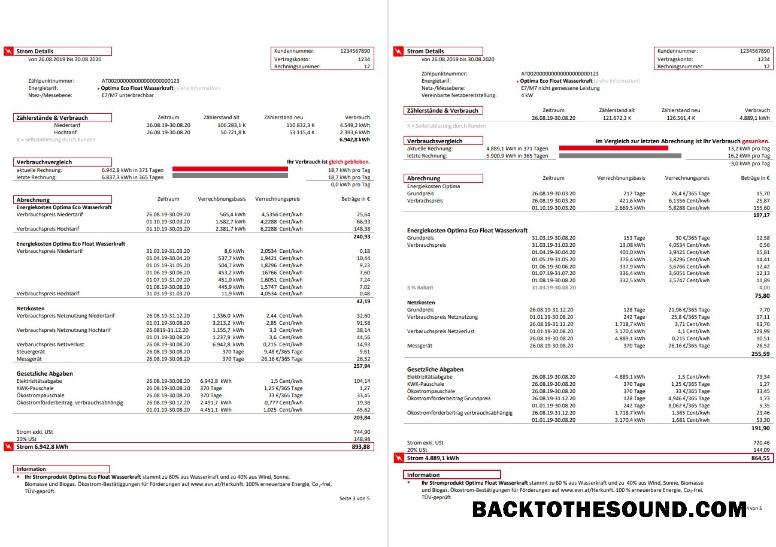 Strom Details
von 26.08.2019 bis 30.08.2020
Kundennummer: 1234567890
Vertragskonto: 1234
Rechnungsnummer: 12
Zählpunktnummer: AT0020000000000000000000123
Energietarif: • Optima Eco Float Wasserkraft (siehe Information)
Netz-/Messebene: E7/M7 unterbrechbar
Zählerstände & Verbrauch Zeitraum Zählerstand alt Zählerstand neu Verbrauch
Niedertarif 26.08.19-30.08.20 106.283,1 K 110.832,3 K 4.549,2 kWh
Hochtarif 26.08.19-30.08.20 50.721,8 K 53.115,4 K 2.393,6 kWh
K = Selbstablesung durch Kunden 6.942,8 kWh
Verbrauchsvergleich Ihr Verbrauch ist gleich geblieben.
aktuelle Rechnung: 6.942,8 kWh in 371 Tagen 18,7 kWh pro Tag
letzte Rechnung: 6.837,3 kWh in 365 Tagen 18,7 kWh pro Tag
0,0 kWh pro Tag
Abrechnung Zeitraum Verrechnungsbasis Verrechnungspreis Beträge in €
Energiekosten Optima Eco Wasserkraft
Verbrauchspreis Niedertarif 26.08.19-30.09.20 565,4 kWh 4,5356 Cent/kwh 25,64
01.10.19-30.03.20 1.582,7 kWh 4,2288 Cent/kwh 66,93
Verbrauchspreis Hochtarif 01.10.19-30.08.20 2.381,7 kWh 6,2288 Cent/kwh 148,38
240,93
Energiekosten Optima Eco Float Wasserkraft
Verbrauchspreis Niedertarif 31.03.19-31.03.19 8,6 kWh 2,0534 Cent/kwh 0,18
01.04.19-30.04.20 537,7 kWh 1,9421 Cent/kwh 10,44
01.05.19-31.05.20 504,7 kWh 1,8296 Cent/kwh 9,23
01.06.19-30.06.20 453,2 kWh 16766 Cent/kwh 7,60
01.07.19-31.07.20 451,1 kWh 1,6051 Cent/kwh 7,24
01.08.19-30.08.20 445,9 kWh 1,5745 Cent/kwh 7,02
Verbrauchspreis Hochtarif 31.03.19-31.03.19 11,9 kWh 4,0534 Cent/kwh 0,48
42,19
Netzkosten
Verbrauchspreis Netznutzung Niedertarif 26.08.19-31.12.20 1.336,0 kWh 2,44 Cent/kwh 32,60
01.01.19-30.08.20 3.213,2 kWh 2,85 Cent/kwh 91,58
Verbrauchspreis Netznutzung Hochtarif 26.0819-31.12.20 1.155,7 kWh 3,3 Cent/kwh 38,14
01.01.19-30.08.20 1.237,9 kWh 3,6 Cent/kwh 44,56
Verbrauchspreis Netzverlust 26.08.19-30.08.20 6.942,8 kWh 0,215 Cent/kwh 14,93
Steuergerät 26.08.19-30.08.20 370 Tage 9,48 €/365 Tage 9,61
Messgerät 26.08.19-30.08.20 370 Tage 26,16 €/365 Tage 26,52
257,94
Gesetzliche Abgaben
Elektrizitätsabgabe 26.08.19-30.08.20 6.942,8 kWh 1,5 Cent/kwh 104,14
KWK-Pauschale 26.08.19-30.08.20 370 Tage 1,25 €/365 Tage 1,27
Ökostrompauschale 26.08.19-30.08.20 370 Tage 33 €/365 Tage 33,45
Ökostromförderbeitrag verbrauchsabhängig 26.08.19-30.12.20 2.491,7 kWh 0,777 Cent/kwh 19,36
01.01.19-30.08.20 4.451,1 kWh 1,025 Cent/kwh 45,62
203,84
Strom exkl. USt 744,90
20% USt 148,98
Strom 6.942,8 kWh 893,88
Information
* Ihr Stromprodukt Optima Eco Float Wasserkraft stammt zu 60% aus Wasserkraft und zu 40% aus Wind, Sonne,
Biomasse und Biogas. Ökostrom-Bestätigungen für Förderungen auf www.evn.at/Herkunft. 100% erneuerbare Energie, Co₂-frei,
TÜV-geprüft.
Seite 3 von 5
Strom Details
von 26.08.2019 bis 30.08.2020
Kundennummer: 1234567890
Vertragskonto: 1234
Rechnungsnummer: 12
Zählpunktnummer: AT0020000000000000000000123
Energietarif: • Optima Eco Float Wasserkraft (siehe Information)
Netz-/Messebene: E7/M7 nicht gemessene Leistung
Vereinbarte Netzbereitstellung: 4 kW
Zählerstände & Verbrauch Zeitraum Zählerstand alt Zählerstand neu Verbrauch
26.08.19-30.08.20 121.672,3 K 126.561,4 K 4.889,1 kWh
K = Selbstablesung durch Kunden
Verbrauchsvergleich Im Vergleich zur letzten Abrechnung ist Ihr Verbrauch gesunken.
aktuelle Rechnung: 4.889,1 kWh in 371 Tagen 13,2 kWh pro Tag
letzte Rechnung: 5.900,9 kWh in 365 Tagen 16,2 kWh pro Tag
-3,0 kWh pro Tag
Abrechnung Zeitraum Verrechnungsbasis Verrechnungspreis Beträge in €
Energiekosten Optima
Grundpreis 26.08.19-30.03.20 217 Tage 26,4 €/365 Tage 15,70
Verbrauchspreis 26.08.19-30.09.20 421,6 kWh 6,1356 Cent/kwh 25,87
01.10.19-30.03.20 2.669,5 kWh 5,8288 Cent/kwh 155,60
197,17
Energiekosten Optima Eco Float Wasserkraft
Grundpreis 31.03.19-30.08.20 153 Tage 30 €/365 Tage 12,58
Verbrauchspreis 31.03.19-31.03.20 13,08 kWh 4,0534 Cent/kwh 0,56
01.04.19-30.04.20 401,0 kWh 3,9421 Cent/kwh 15,81
01.05.19-31.05.20 376,4 kWh 3,8296 Cent/kwh 14,41
01.06.19-30.06.20 337,9 kWh 3,6766 Cent/kwh 12,42
01.07.19-31.07.20 336,4 kWh 3,6051 Cent/kwh 12,13
01.08.19-30.08.20 332,5 kWh 3,5745 Cent/kwh 11,89
5 % Rabatt 31.03.19-30.08.20 -4,00
75,80
Netzkosten
Grundpreis 26.08.19-31.12.20 128 Tage 21,96 €/365 Tage 7,70
Verbrauchspreis Netznutzung 01.01.19-30.08.20 242 Tage 25,8 €/365 Tage 17,11
26.08.19-31.12.20 1.718,7 kWh 3,71 Cent/kwh 63,76
Verbrauchspreis Netzverlust 01.01.19-30.08.20 3.170,4 kWh 4,1 Cent/kwh 129,99
26.08.19-30.08.20 4.889,1 kWh 0,215 Cent/kwh 10,51
Messgerät 26.08.19-30.08.20 370 Tage 26,16 €/365 Tage 26,52
255,59
Gesetzliche Abgaben
Elektrizitätsabgabe 26.08.19-30.08.20 4.889,1 kWh 1,5 Cent/kwh 73,34
KWK-Pauschale 26.08.19-30.08.20 370 Tage 1,25 €/365 Tage 1,27
Ökostrompauschale 26.08.19-30.08.20 370 Tage 33 €/365 Tage 33,45
Ökostromförderbeitrag Grundpreis 26.08.19-31.12.20 128 Tage 4,946 €/365 Tage 1,73
01.01.19-30.08.20 242 Tage 8,062 €/365 Tage 5,35
Ökostromförderbeitrag verbrauchsabhängig 26.08.19-31.12.20 1.718,7 kWh 1,365 Cent/kwh 23,46
01.01.19-30.08.20 3.170,4 kWh 1,681 Cent/kwh 53,30
191,90
Strom exkl. USt 720,46
20% USt 144,09
Strom 4.889,1 kWh 864,55
Information
* Ihr Stromprodukt Optima Float Wasserkraft stammt zu 60 % aus Wasserkraft und zu 40% aus Wind, Sonne,
Biomasse und Biogas. Ökostrom-Bestätigungen für Förderungen auf www.avn.at/Herkunft. 100% erneuerbare Energie, Co₂-frei,
TÜV-geprüft.
4 von 5
BACKTOTHESOUND.COM